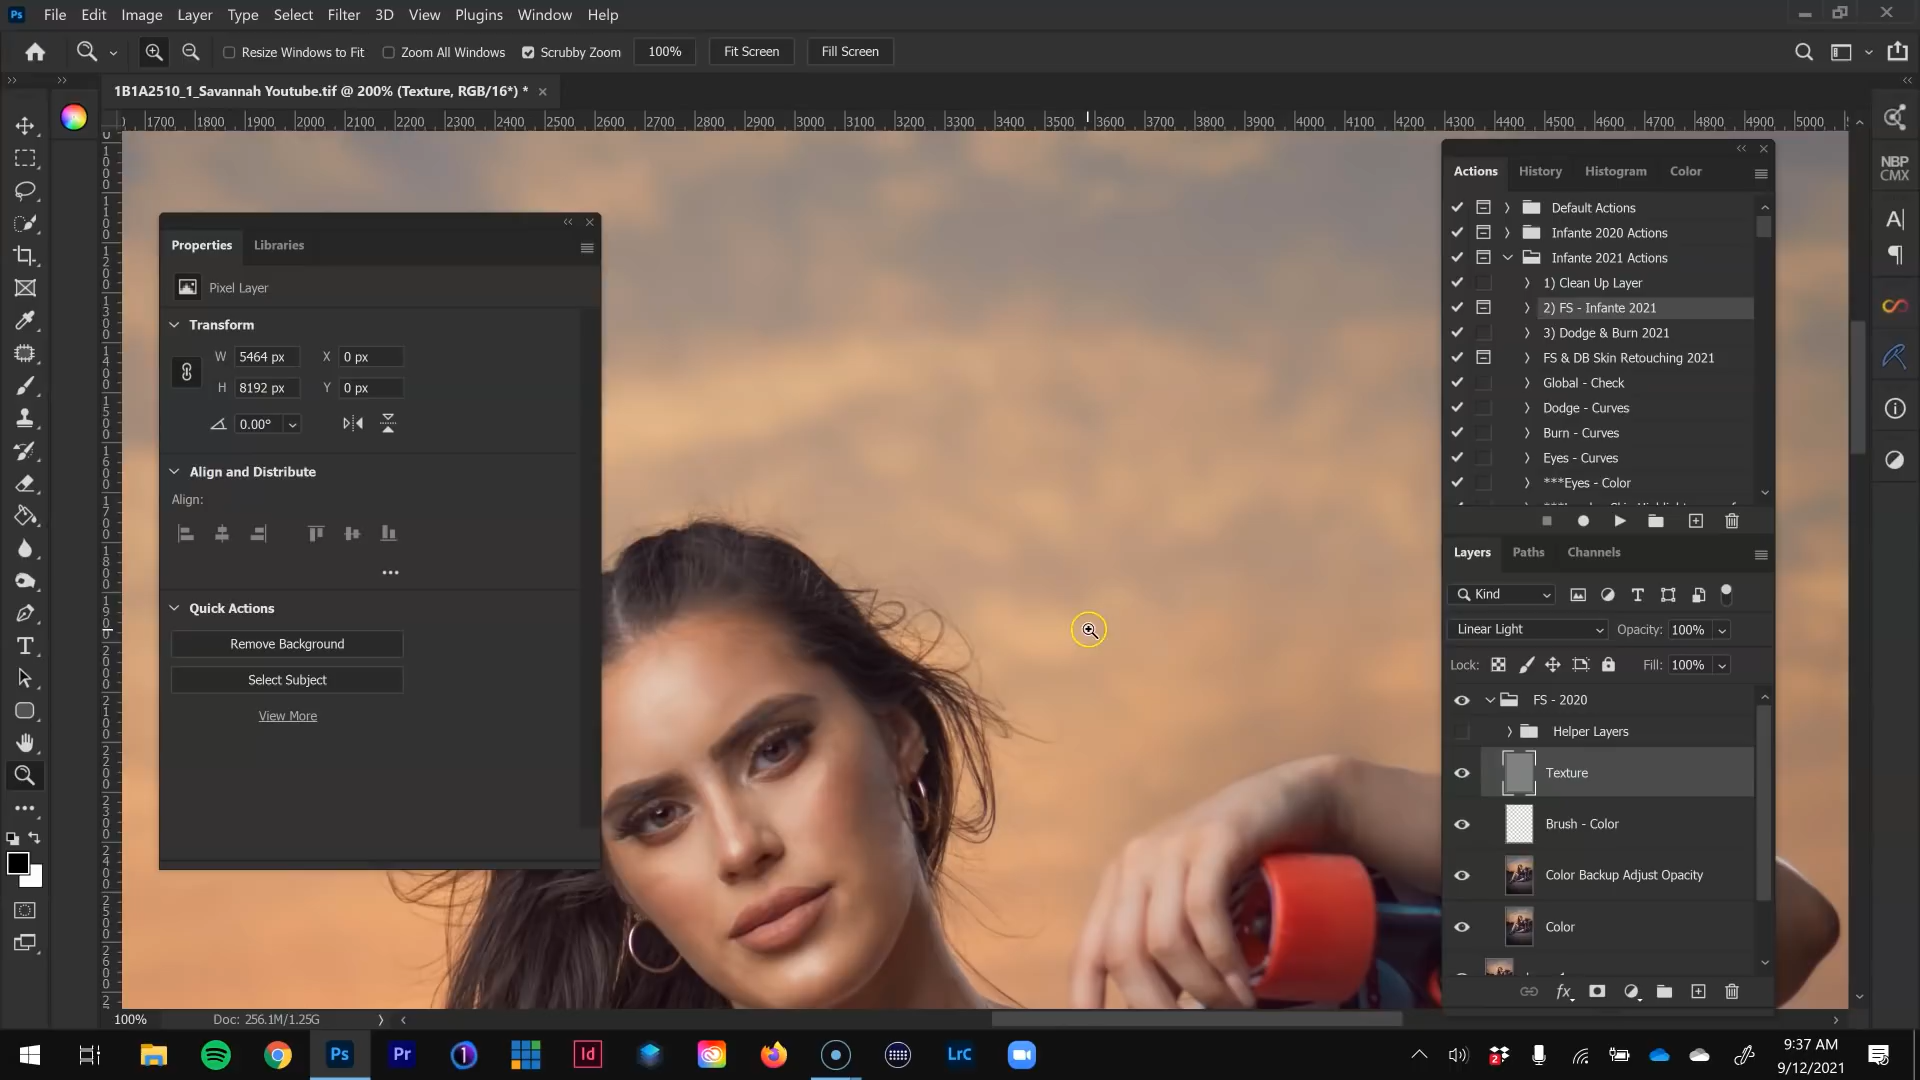 Ps File Edit Image Layer Type Select Filter 3D View Plugins Window Help
Resize Windows to Fit Zoom All Windows Scrubby Zoom 100% Fit Screen Fill Screen
1B1A2510_1_Savannah Youtube.tif @ 200% (Texture, RGB/16*) * ×
1700 1800 1900 2000 2100 2200 2300 2400 2500 2600 2700 2800 2900 3000 3100 3200 3300 3400 3500 3600 3700 3800 3900 4000 4100 4200 4300 4400 4500 4600 4700 4800 4900 5000
Properties Libraries
Pixel Layer
Transform
W 5464 px X 0 px
H 8192 px Y 0 px
0.00°
Align and Distribute
Align:
Quick Actions
Remove Background
Select Subject
View More
Actions History Histogram Color
Default Actions
Infante 2020 Actions
Infante 2021 Actions
1) Clean Up Layer
2) FS - Infante 2021
3) Dodge & Burn 2021
FS & DB Skin Retouching 2021
Global - Check
Dodge - Curves
Burn - Curves
Eyes - Curves
***Eyes - Color
NBP
CMX
Layers Paths Channels
Kind
Linear Light Opacity: 100%
Lock: Fill: 100%
FS - 2020
Helper Layers
Texture
Brush - Color
Color Backup Adjust Opacity
Color
100% Doc: 256.1M/1.25G
Ps Pr Id LrC
2
9:37 AM
9/12/2021